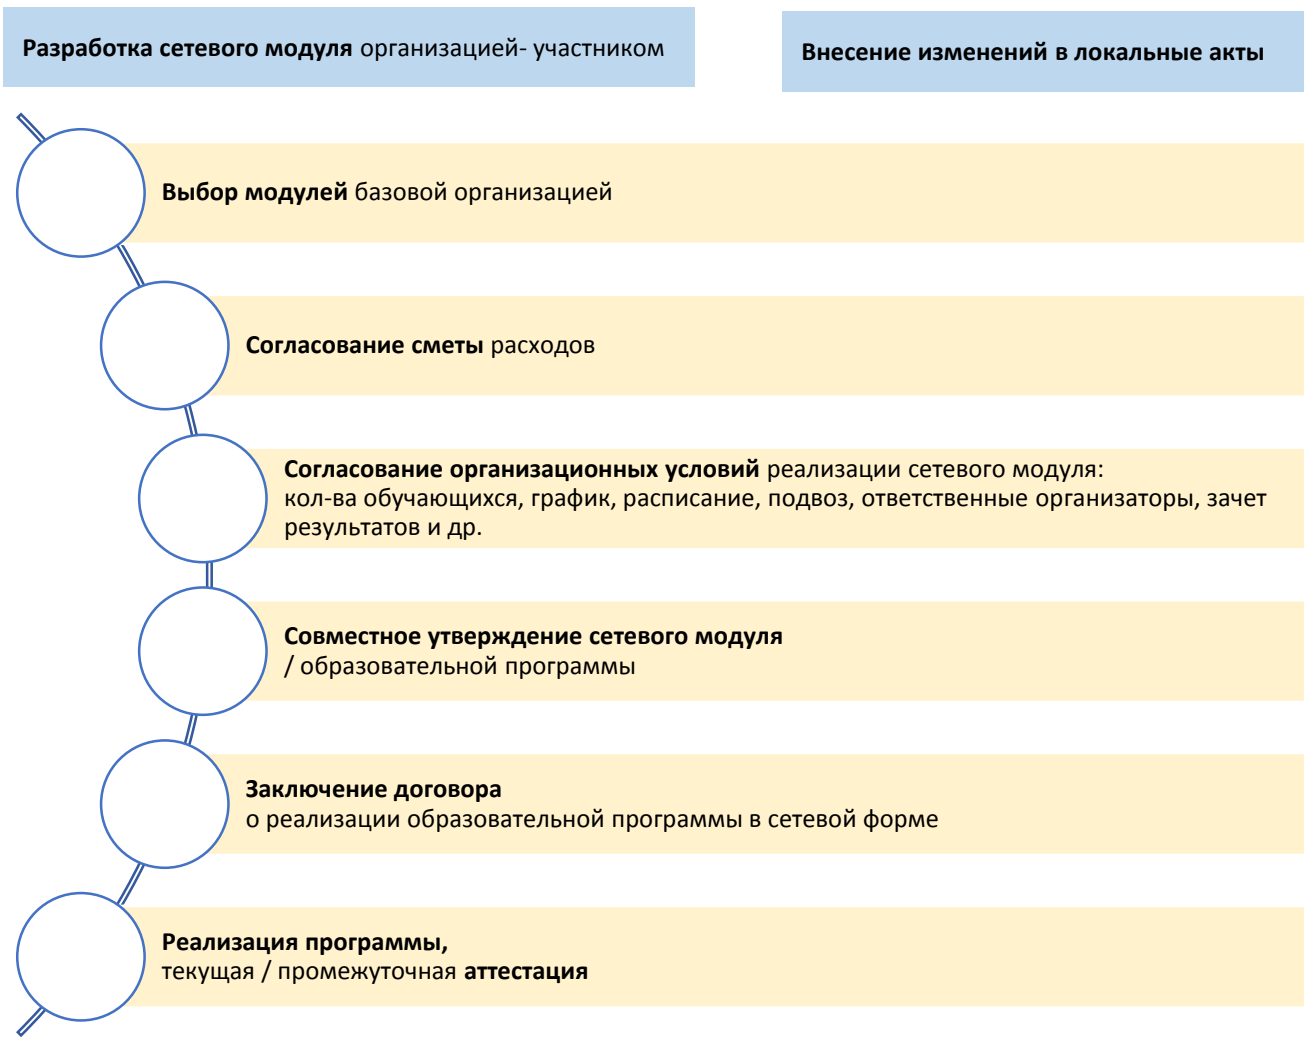 Разработка сетевого модуля организацией- участником
Внесение изменений в локальные акты
Выбор модулей базовой организацией
Согласование сметы расходов
Согласование организационных условий реализации сетевого модуля:
кол-ва обучающихся, график, расписание, подвоз, ответственные организаторы, зачет
результатов и др.
Совместное утверждение сетевого модуля
/ образовательной программы
Заключение договора
о реализации образовательной программы в сетевой форме
Реализация программы,
текущая / промежуточная аттестация